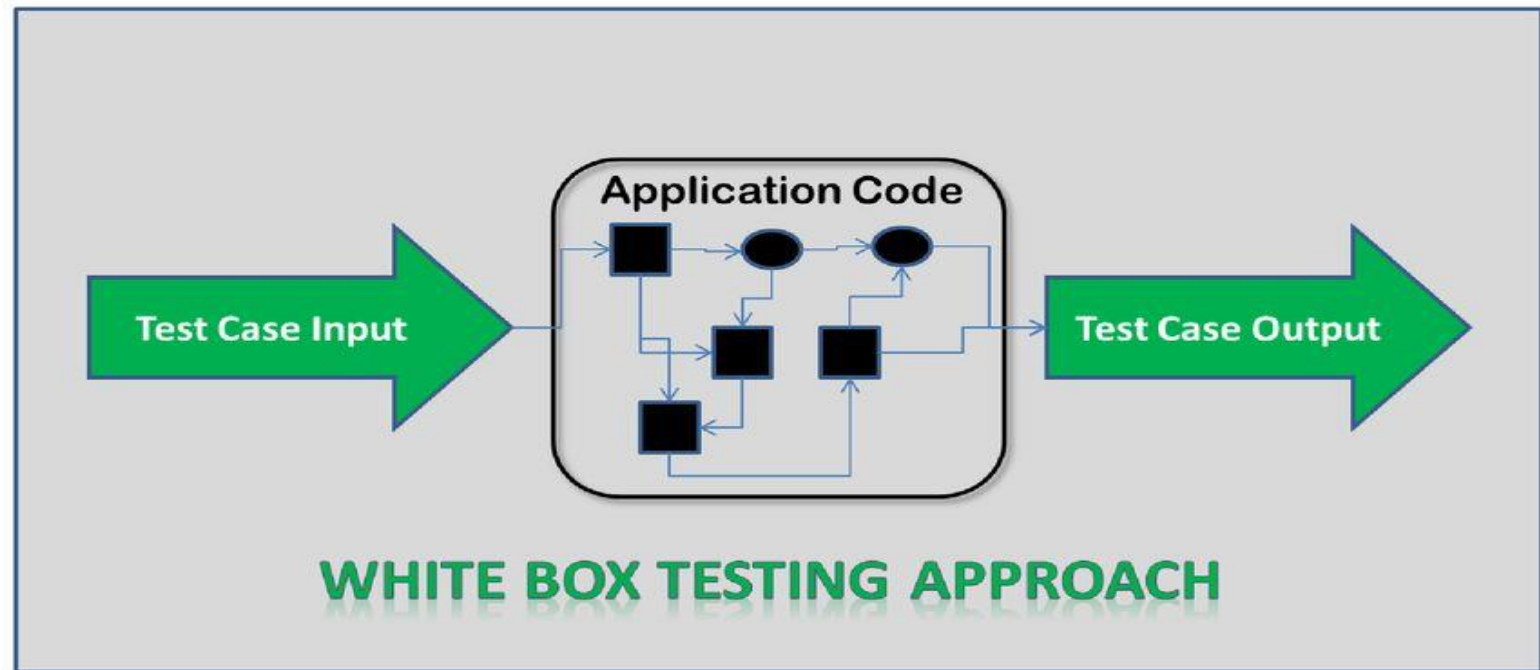 Application Code
Test Case Input
Test Case Output
WHITE BOX TESTING APPROACH